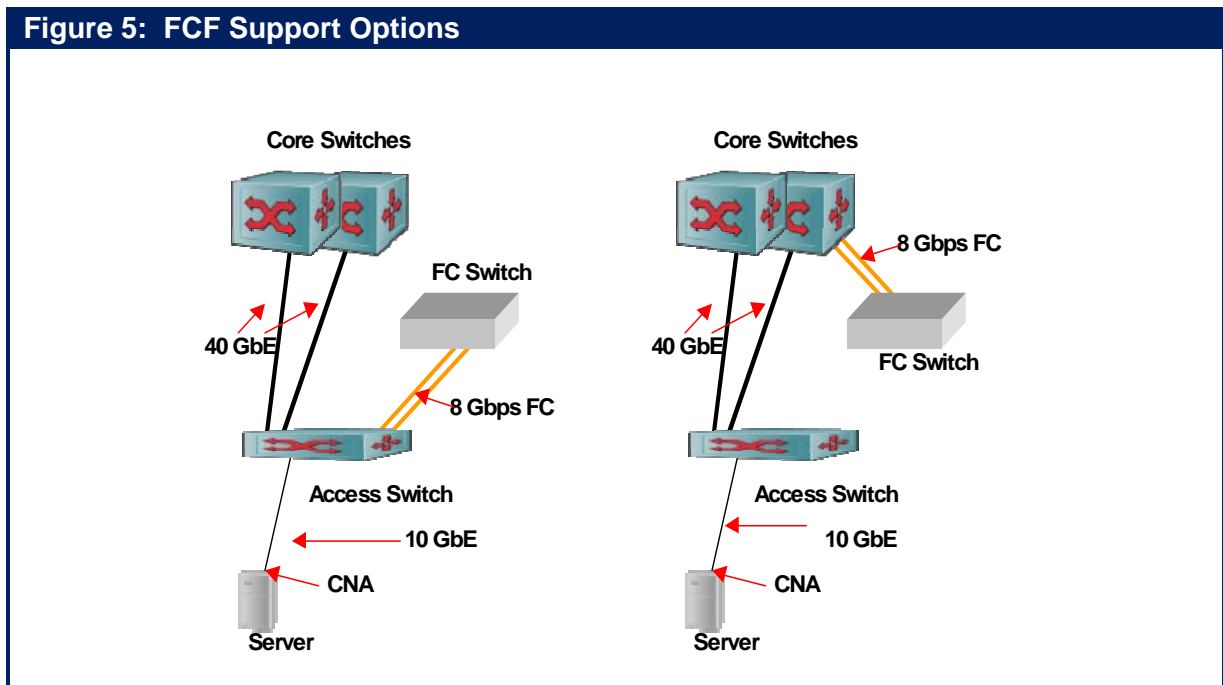 Figure 5: FCF Support Options
Core Switches
FC Switch
40 GbE
8 Gbps FC
Access Switch
10 GbE
CNA
Server
Core Switches
8 Gbps FC
FC Switch
40 GbE
Access Switch
10 GbE
CNA
Server